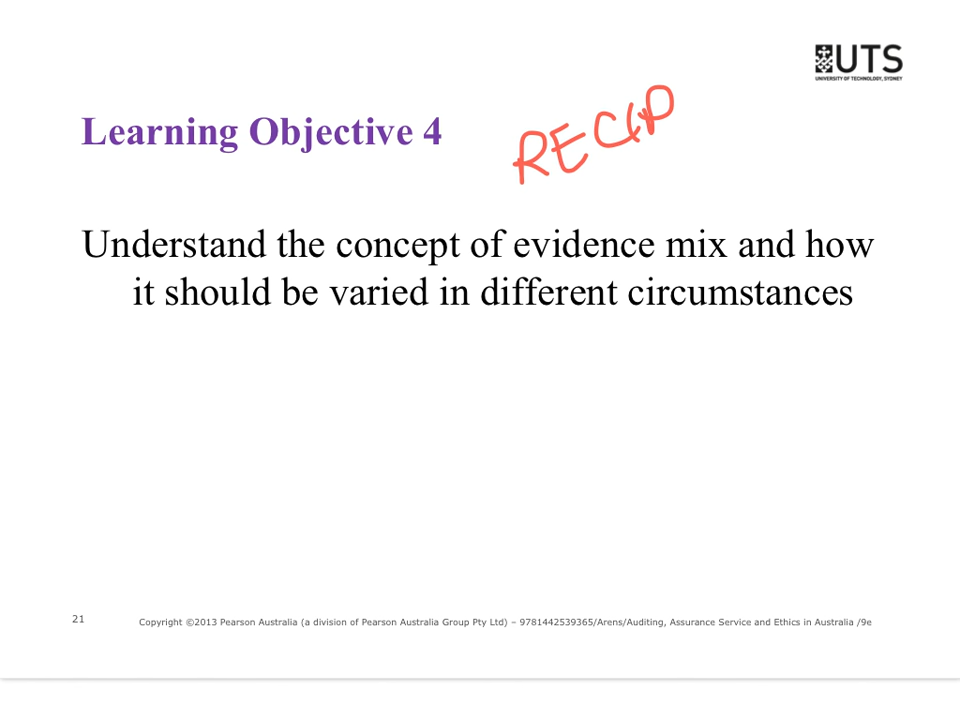 UTS
UNIVERSITY OF TECHNOLOGY, SYDNEY
Learning Objective 4
Understand the concept of evidence mix and how
it should be varied in different circumstances
21
Copyright ©2013 Pearson Australia (a division of Pearson Australia Group Pty Ltd) – 9781442539365/Arens/Auditing, Assurance Service and Ethics in Australia /9e